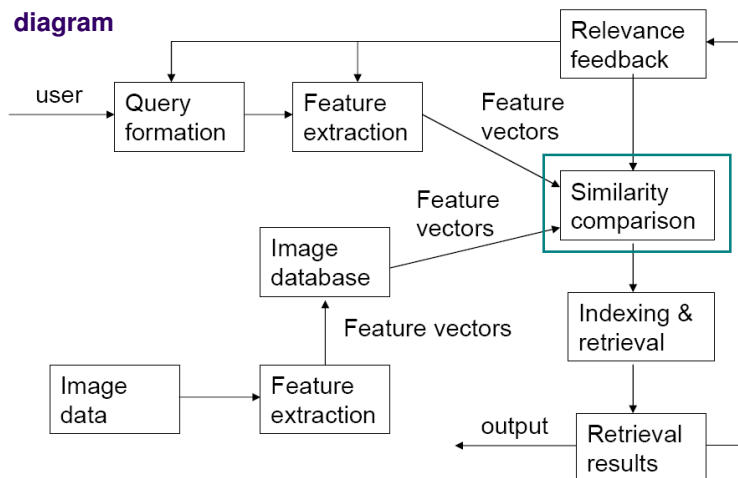 diagram
Relevance
feedback
user
Query
formation
Feature
extraction
Feature
vectors
Similarity
comparison
Feature
vectors
Image
database
Feature vectors
Indexing &
retrieval
Image
data
Feature
extraction
output
Retrieval
results